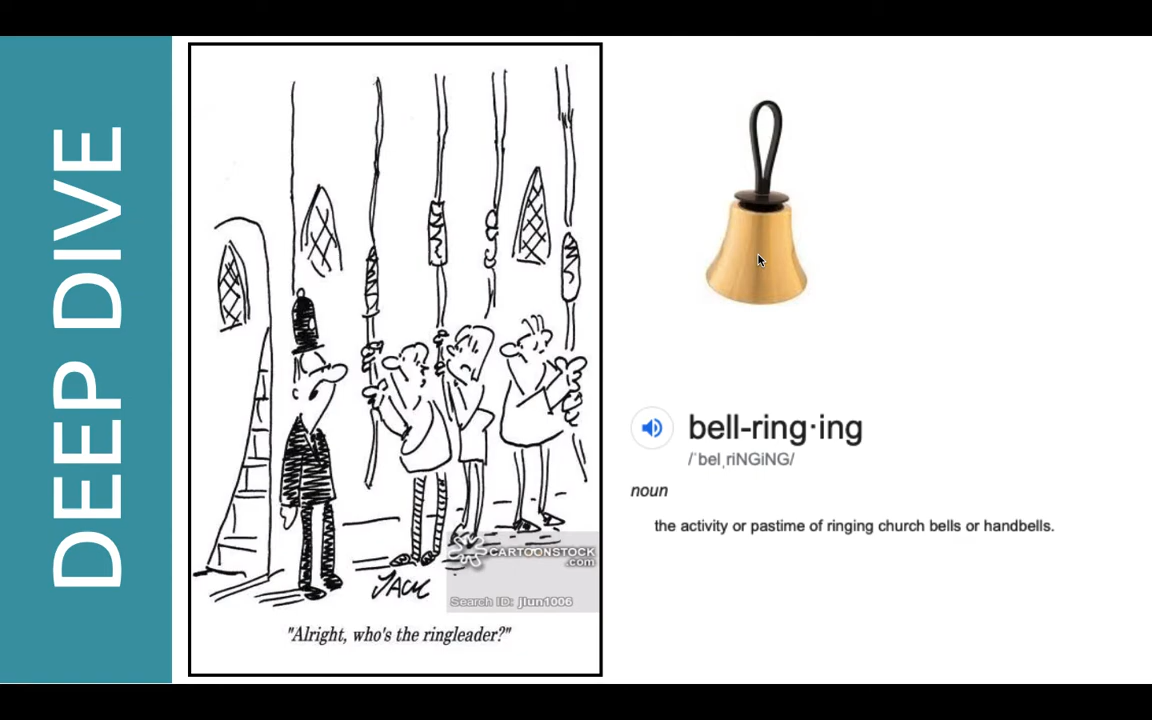 DEEP DIVE
JACK
CARTOONSTOCK
.com
Search ID: jlun1006
"Alright, who's the ringleader?"
bell-ring·ing
/ˈbelˌriNGiNG/
noun
the activity or pastime of ringing church bells or handbells.